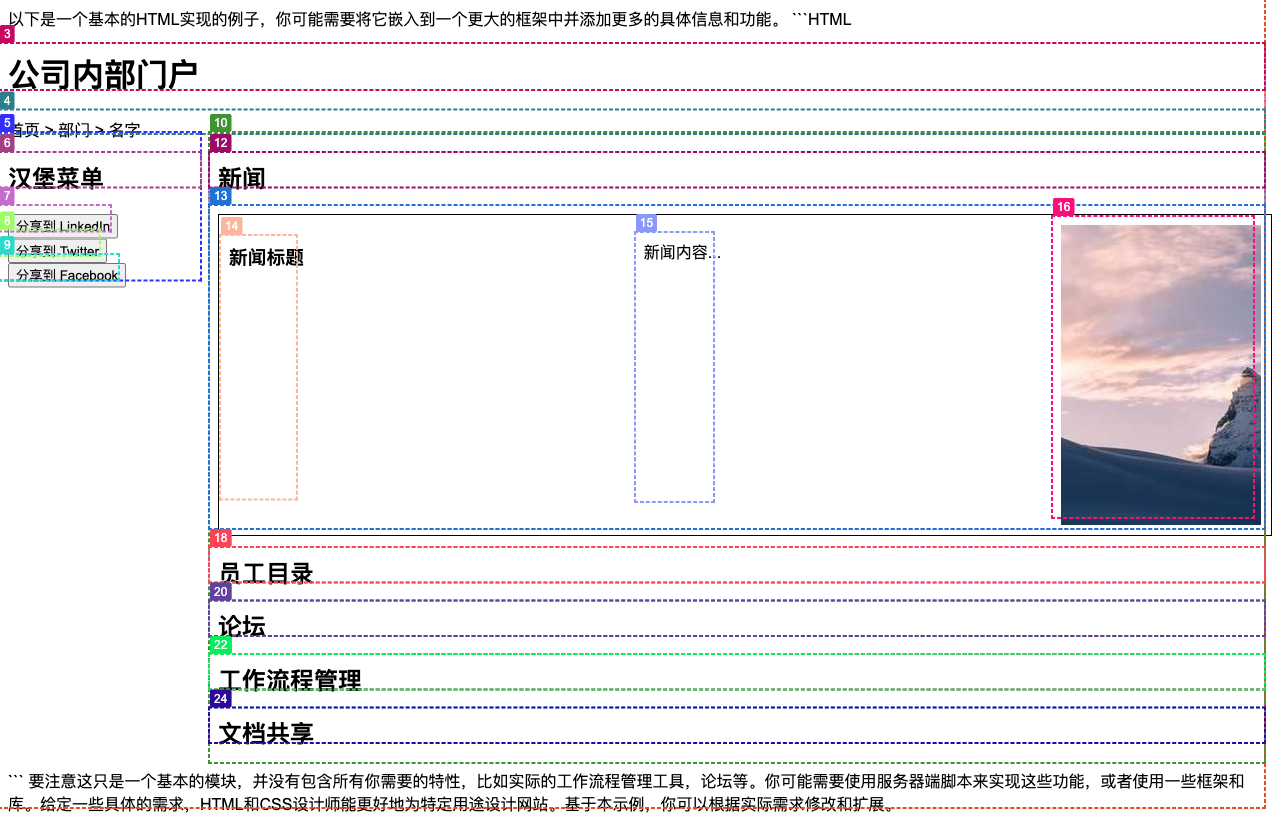 以下是一个基本的HTML实现的例子，你可能需要将它嵌入到一个更大的框架中并添加更多的具体信息和功能。 ```HTML
3
公司内部门户
4
5
首页 > 部门 > 名字
10
6
12
汉堡菜单
新闻
7
13
16
8
分享到 LinkedIn
14
15
9
分享到 Twitter
新闻标题
新闻内容...
分享到 Facebook
18
员工目录
20
论坛
22
工作流程管理
24
文档共享
``` 要注意这只是一个基本的模块，并没有包含所有你需要的特性，比如实际的工作流程管理工具，论坛等。你可能需要使用服务器端脚本来实现这些功能，或者使用一些框架和
库。给定一些具体的需求，HTML和CSS设计师能更好地为特定用途设计网站。基于本示例，你可以根据实际需求修改和扩展。